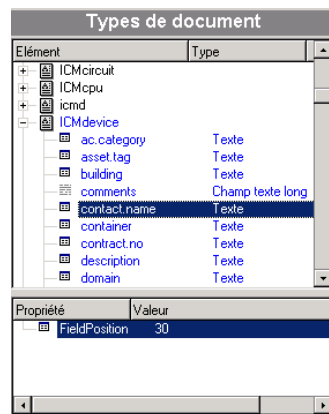 Types de document
Elément Type
ICMcircuit
ICMcpu
icmd
ICMdevice
ac.category Texte
asset.tag Texte
building Texte
comments Champ texte long
contact.name Texte
container Texte
contract.no Texte
description Texte
domain Texte
Propriété Valeur
FieldPosition 30